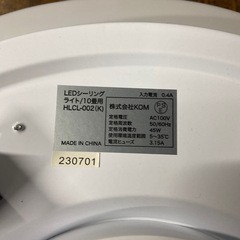 LEDシーリング
ライト/10畳用
HLCL-002(K)
MADE IN CHINA
入力電流 0.4A
株式会社KOM
定格電圧 AC100V
定格周波数 50/60Hz
定格消費電力 45W
使用環境温度範囲 5~35℃
電流ヒューズ 3.15A
230701